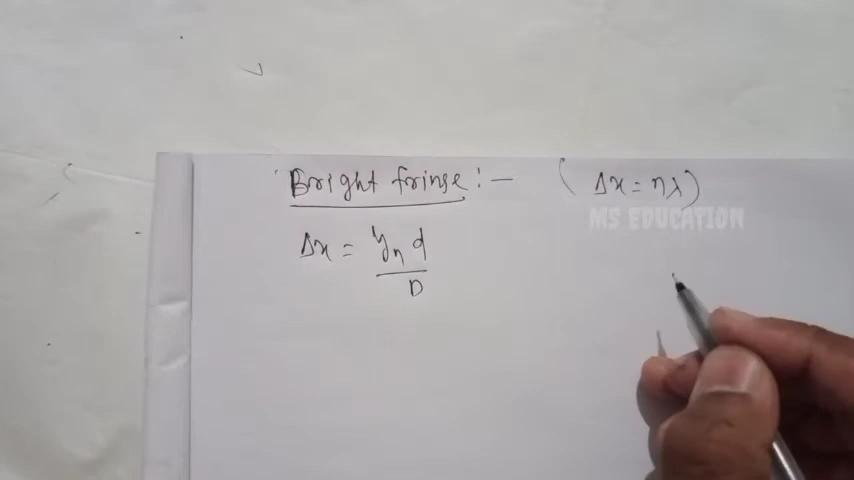 Bright fringe :- (Δx = nλ)
MS EDUCATION
Δx = yₙ d
D